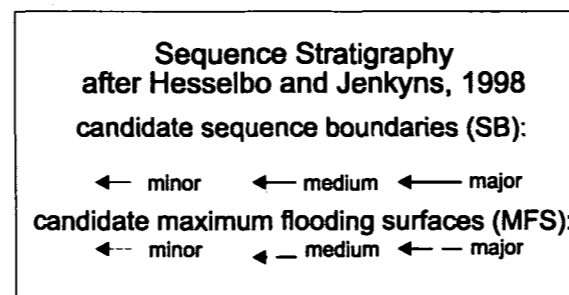 Sequence Stratigraphy
after Hesselbo and Jenkyns, 1998
candidate sequence boundaries (SB):
minor medium major
candidate maximum flooding surfaces (MFS):
minor medium major